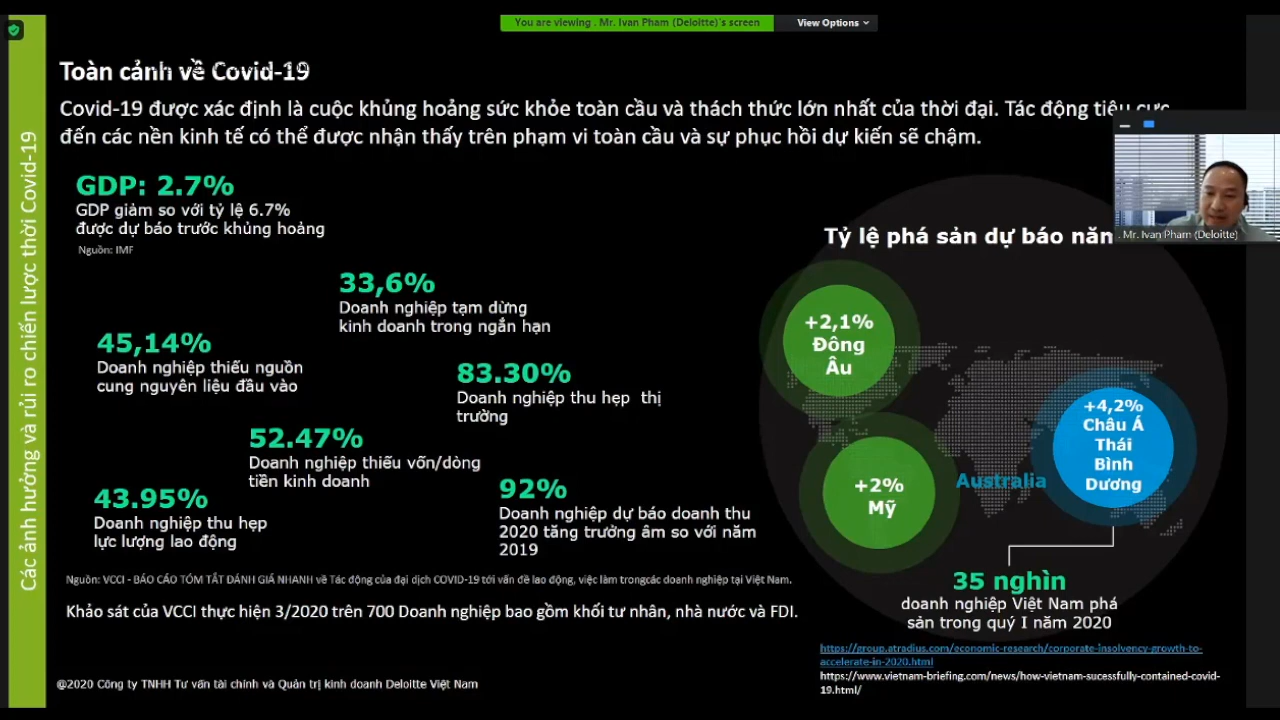 You are viewing . Mr. Ivan Pham (Deloitte)'s screen
View Options
Các ảnh hưởng và rủi ro chiến lược thời Covid-19
Toàn cảnh về Covid-19
Covid-19 được xác định là cuộc khủng hoảng sức khỏe toàn cầu và thách thức lớn nhất của thời đại. Tác động tiêu cực
đến các nền kinh tế có thể được nhận thấy trên phạm vi toàn cầu và sự phục hồi dự kiến sẽ chậm.
GDP: 2.7%
GDP giảm so với tỷ lệ 6.7%
được dự báo trước khủng hoảng
Nguồn: IMF
33,6%
Doanh nghiệp tạm dừng
kinh doanh trong ngắn hạn
45,14%
Doanh nghiệp thiếu nguồn
cung nguyên liệu đầu vào
83.30%
Doanh nghiệp thu hẹp thị
trường
52.47%
Doanh nghiệp thiếu vốn/dòng
tiền kinh doanh
43.95%
Doanh nghiệp thu hẹp
lực lượng lao động
92%
Doanh nghiệp dự báo doanh thu
2020 tăng trưởng âm so với năm
2019
Nguồn: VCCI - BÁO CÁO TÓM TẮT ĐÁNH GIÁ NHANH về Tác động của đại dịch COVID-19 tới vấn đề lao động, việc làm trongcác doanh nghiệp tại Việt Nam.
Khảo sát của VCCI thực hiện 3/2020 trên 700 Doanh nghiệp bao gồm khối tư nhân, nhà nước và FDI.
@2020 Công ty TNHH Tư vấn tài chính và Quản trị kinh doanh Deloitte Việt Nam
. Mr. Ivan Pham (Deloitte)
Tỷ lệ phá sản dự báo năm
+2,1%
Đông
Âu
+4,2%
Châu Á
Thái
Bình
Dương
Australia
+2%
Mỹ
35 nghìn
doanh nghiệp Việt Nam phá
sản trong quý I năm 2020
https://group.atradius.com/economic-research/corporate-insolvency-growth-to-
accelerate-in-2020.html
https://www.vietnam-briefing.com/news/how-vietnam-sucessfully-contained-covid-
19.html/